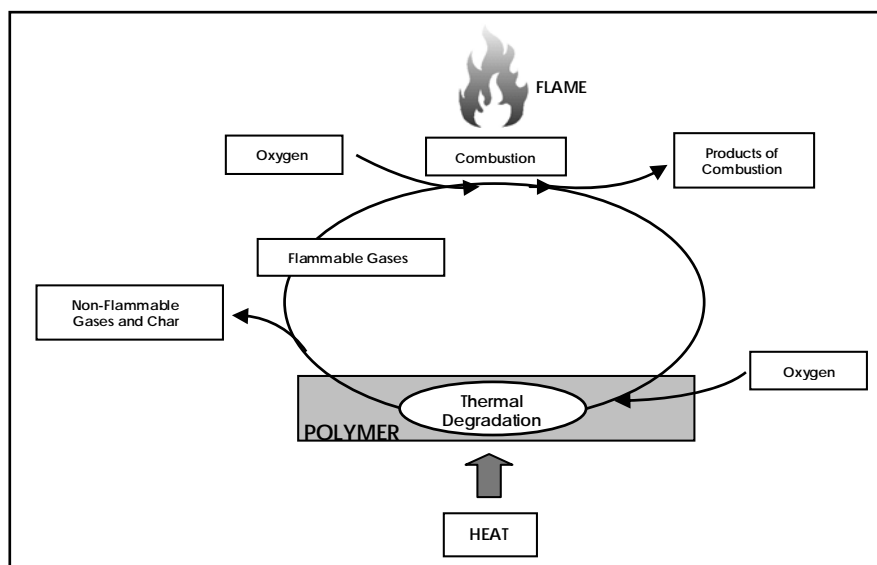 FLAME
Oxygen
Combustion
Products of
Combustion
Flammable Gases
Non-Flammable
Gases and Char
Oxygen
Thermal
Degradation
POLYMER
HEAT